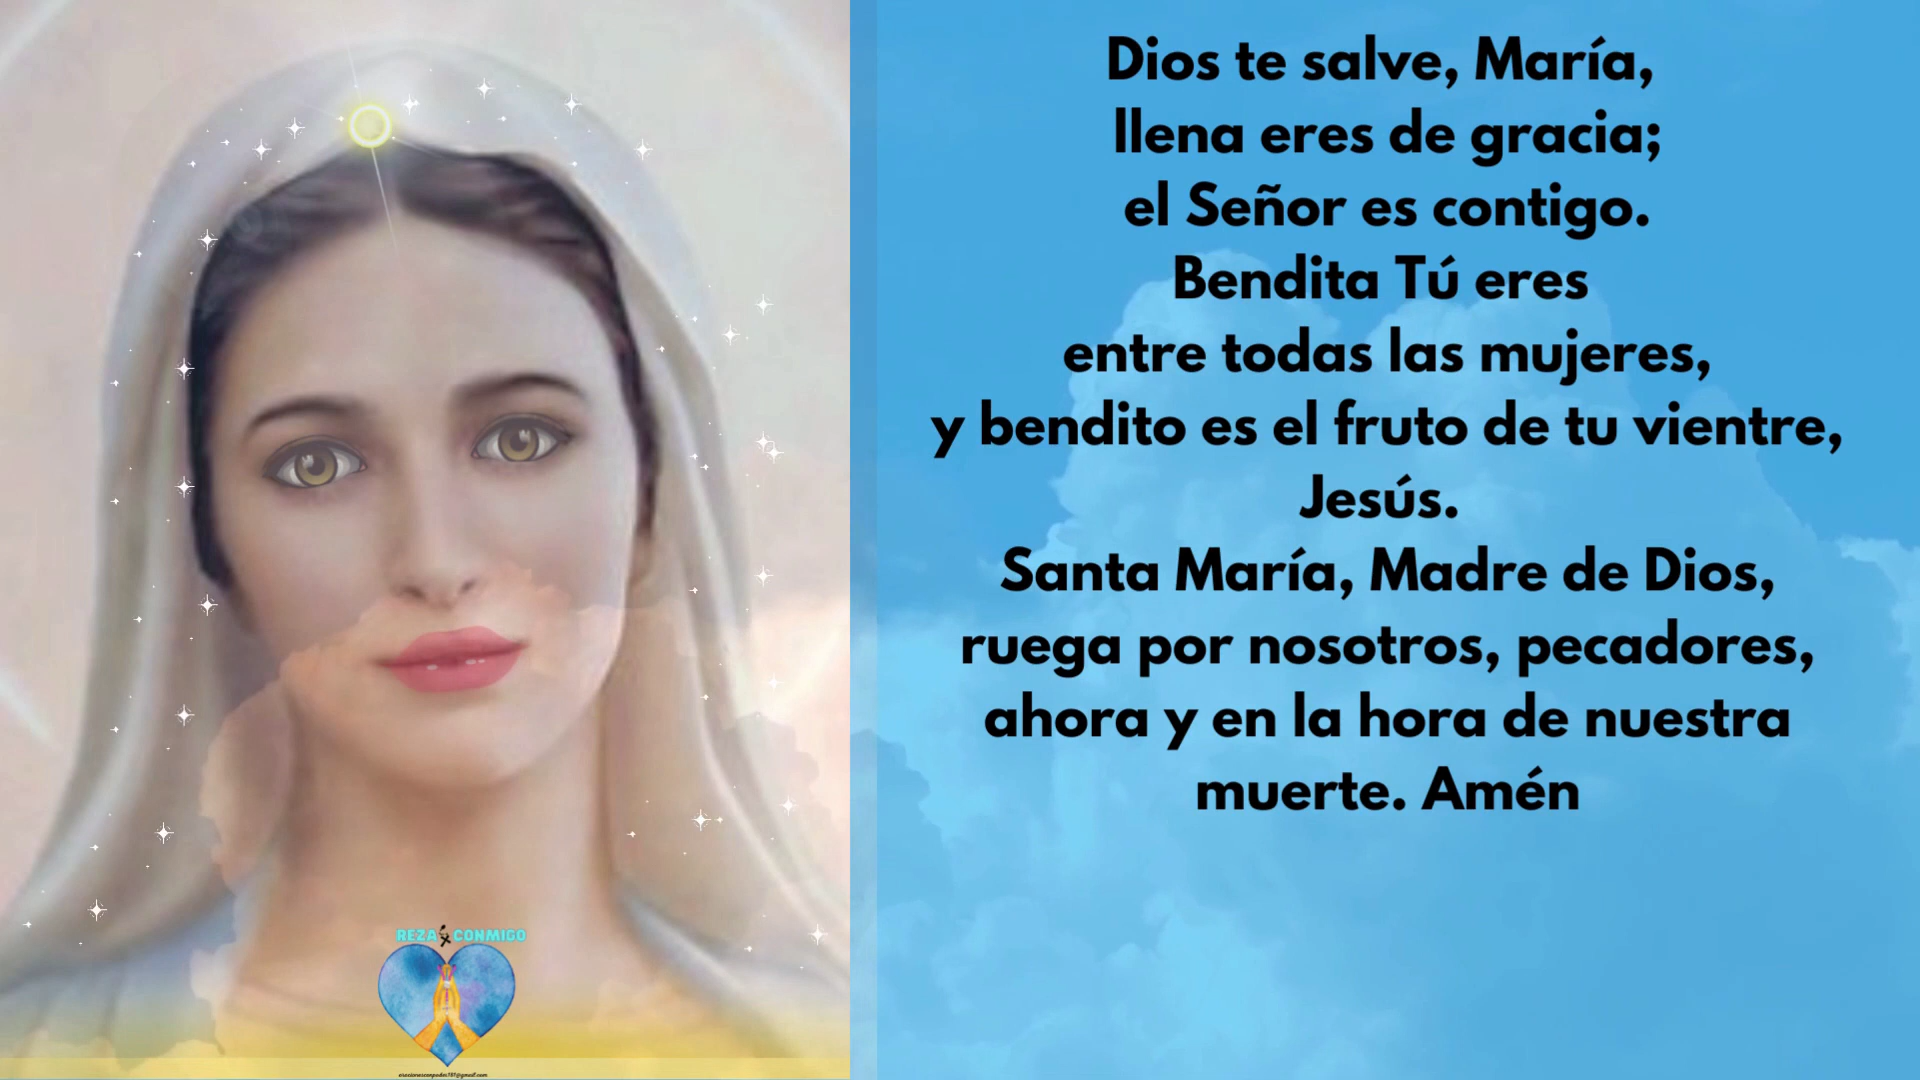 Dios te salve, María,
llena eres de gracia;
el Señor es contigo.
Bendita Tú eres
entre todas las mujeres,
y bendito es el fruto de tu vientre,
Jesús.
Santa María, Madre de Dios,
ruega por nosotros, pecadores,
ahora y en la hora de nuestra
muerte. Amén
REZA CONMIGO